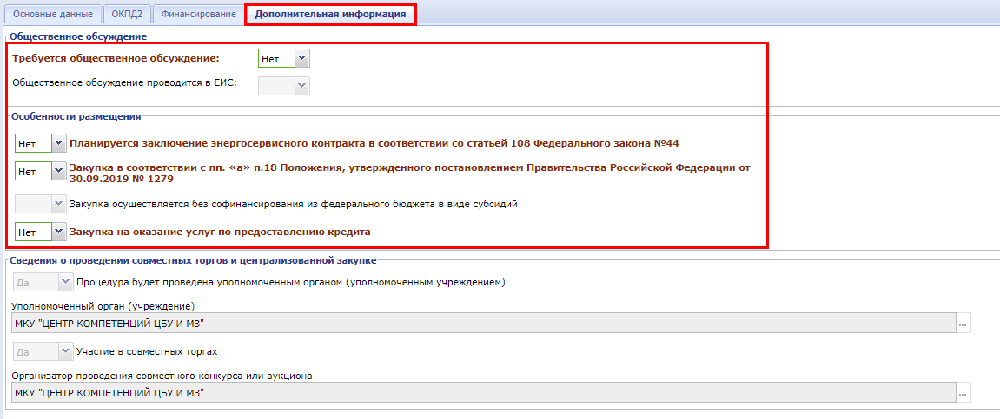 Основные данные ОКПД2 Финансирование Дополнительная информация
Общественное обсуждение
Требуется общественное обсуждение: Нет
Общественное обсуждение проводится в ЕИС:
Особенности размещения
Нет Планируется заключение энергосервисного контракта в соответствии со статьей 108 Федерального закона №44
Нет Закупка в соответствии с пп. «а» п.18 Положения, утвержденного постановлением Правительства Российской Федерации от
30.09.2019 № 1279
Закупка осуществляется без софинансирования из федерального бюджета в виде субсидий
Нет Закупка на оказание услуг по предоставлению кредита
Сведения о проведении совместных торгов и централизованной закупке
Да Процедура будет проведена уполномоченным органом (уполномоченным учреждением)
Уполномоченный орган (учреждение)
МКУ "ЦЕНТР КОМПЕТЕНЦИЙ ЦБУ И МЗ" ...
Да Участие в совместных торгах
Организатор проведения совместного конкурса или аукциона
МКУ "ЦЕНТР КОМПЕТЕНЦИЙ ЦБУ И МЗ" ...